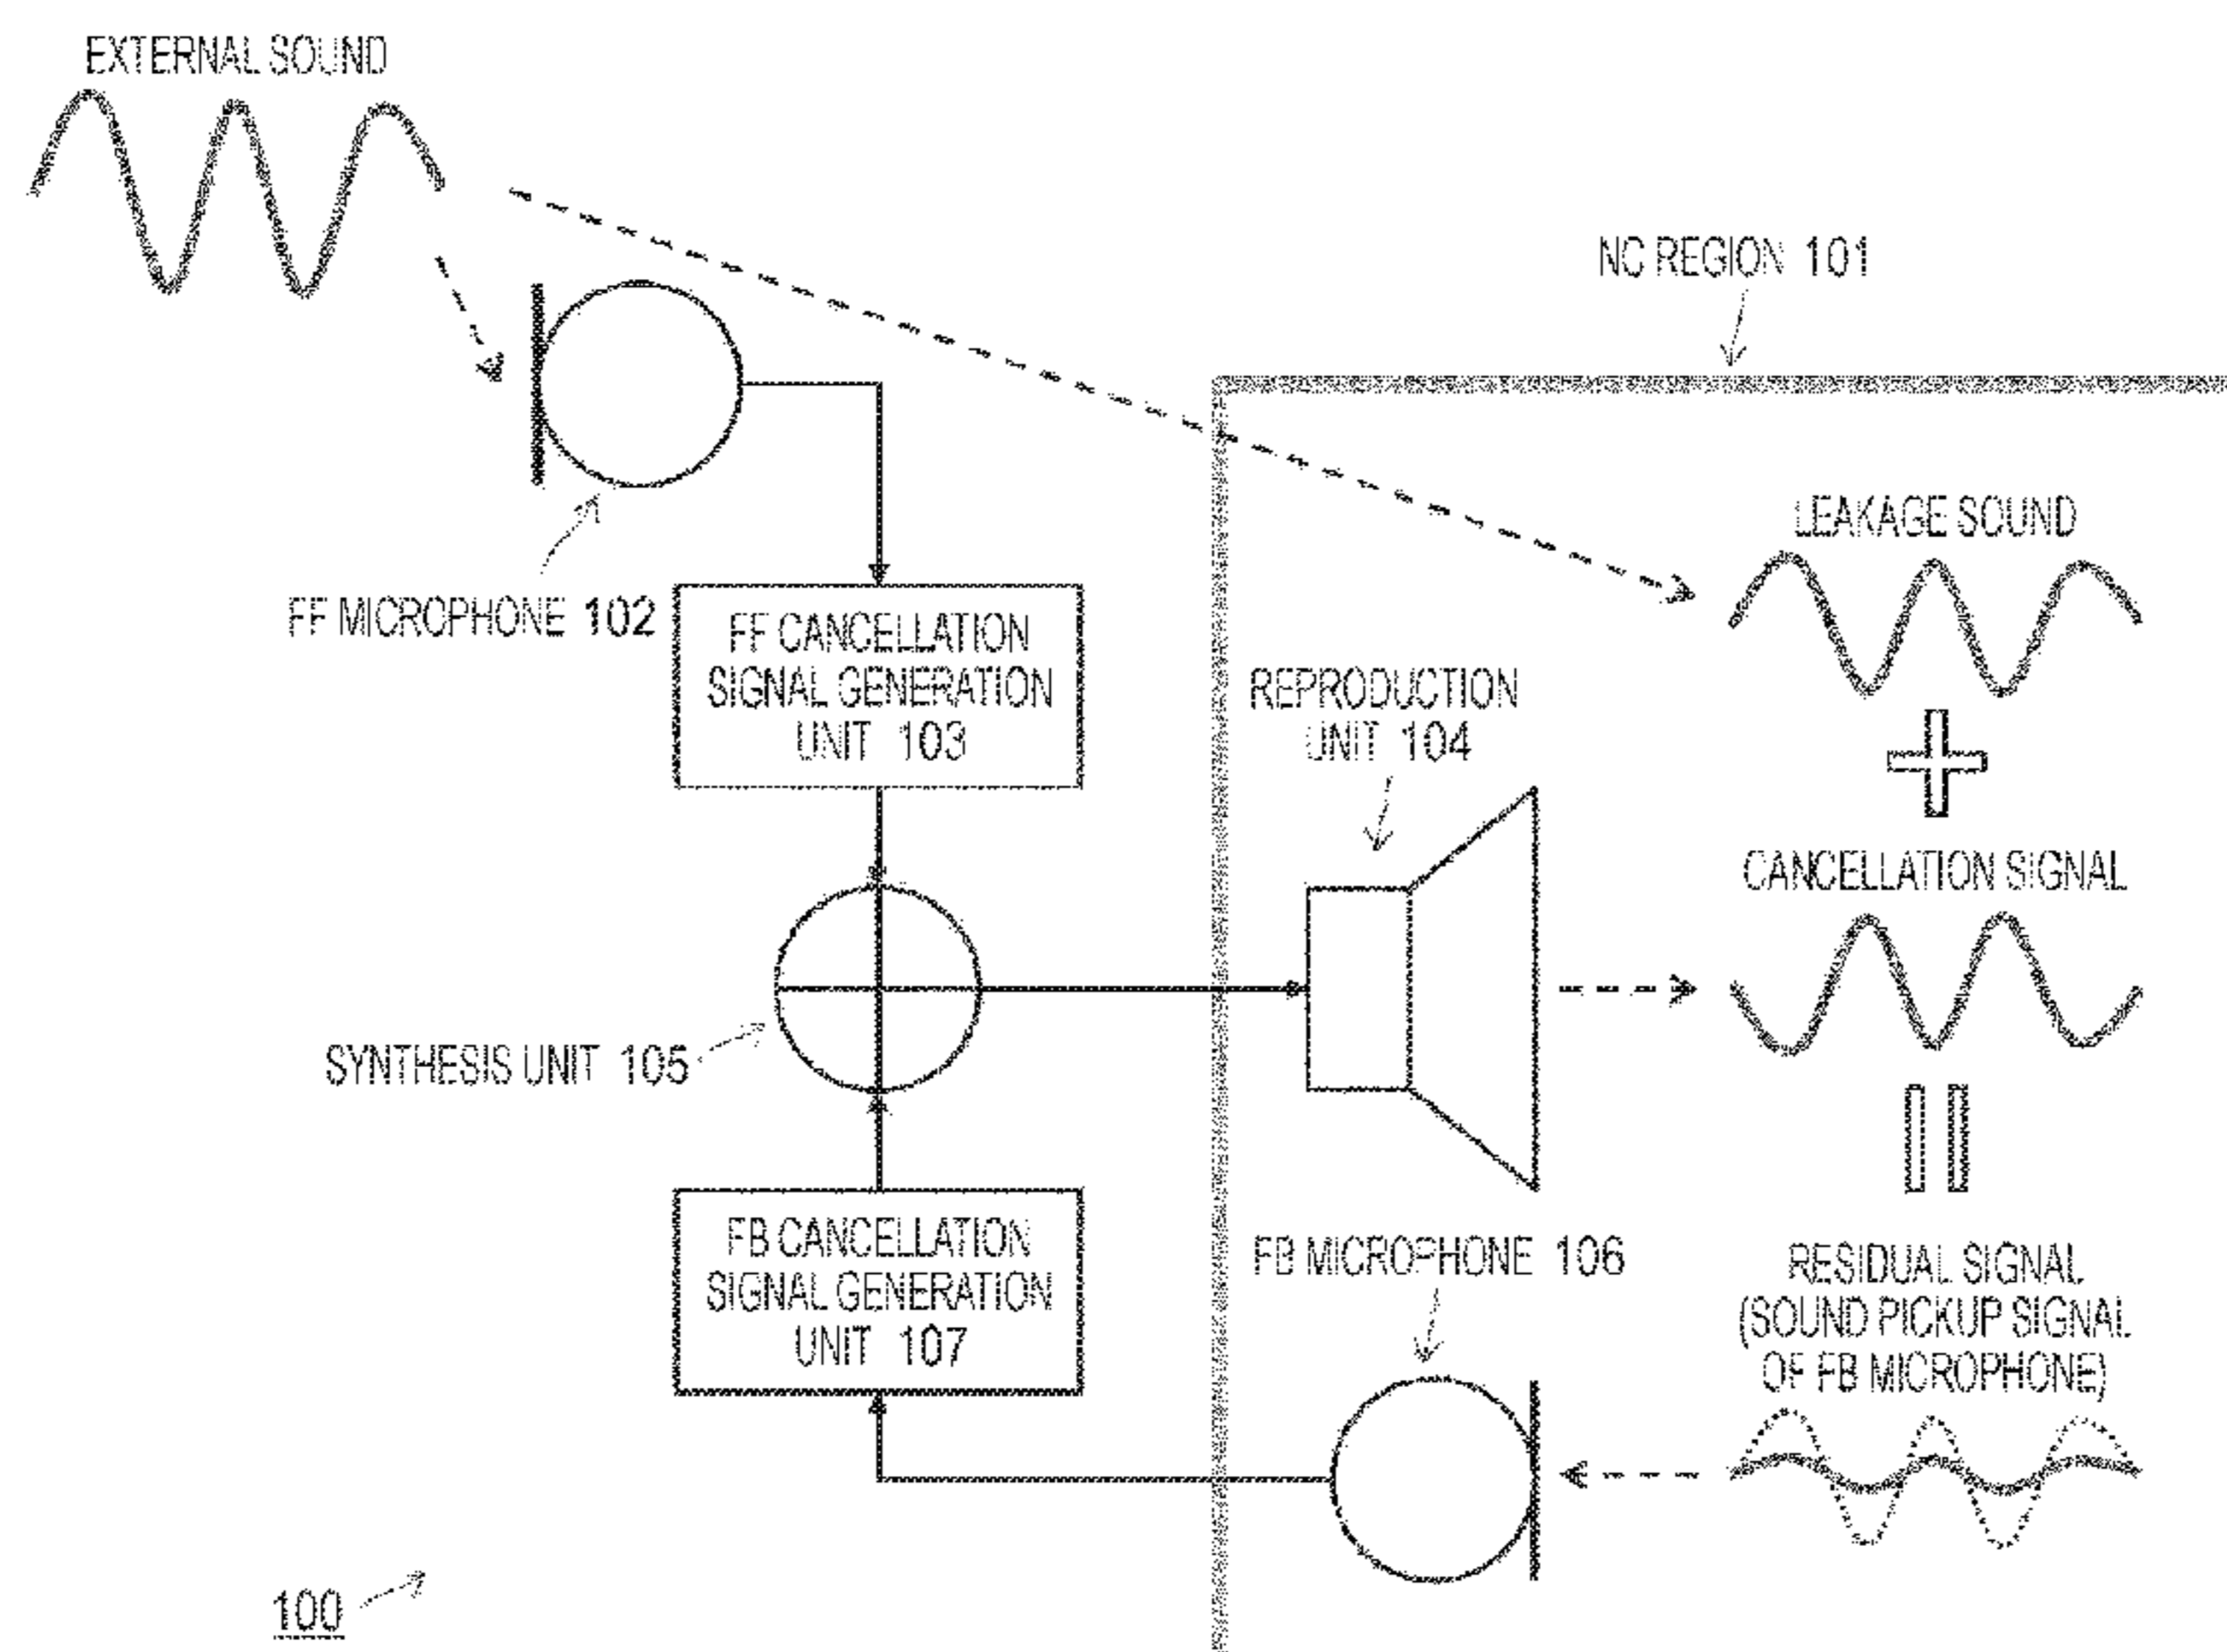 EXTERNAL SOUND
NC REGION 101
LEAKAGE SOUND
FF MICROPHONE 102
FF CANCELLATION
SIGNAL GENERATION
UNIT 103
REPRODUCTION
UNIT 104
CANCELLATION SIGNAL
SYNTHESIS UNIT 105
FB CANCELLATION
SIGNAL GENERATION
UNIT 107
FB MICROPHONE 106
RESIDUAL SIGNAL
(SOUND PICKUP SIGNAL
OF FB MICROPHONE)
100